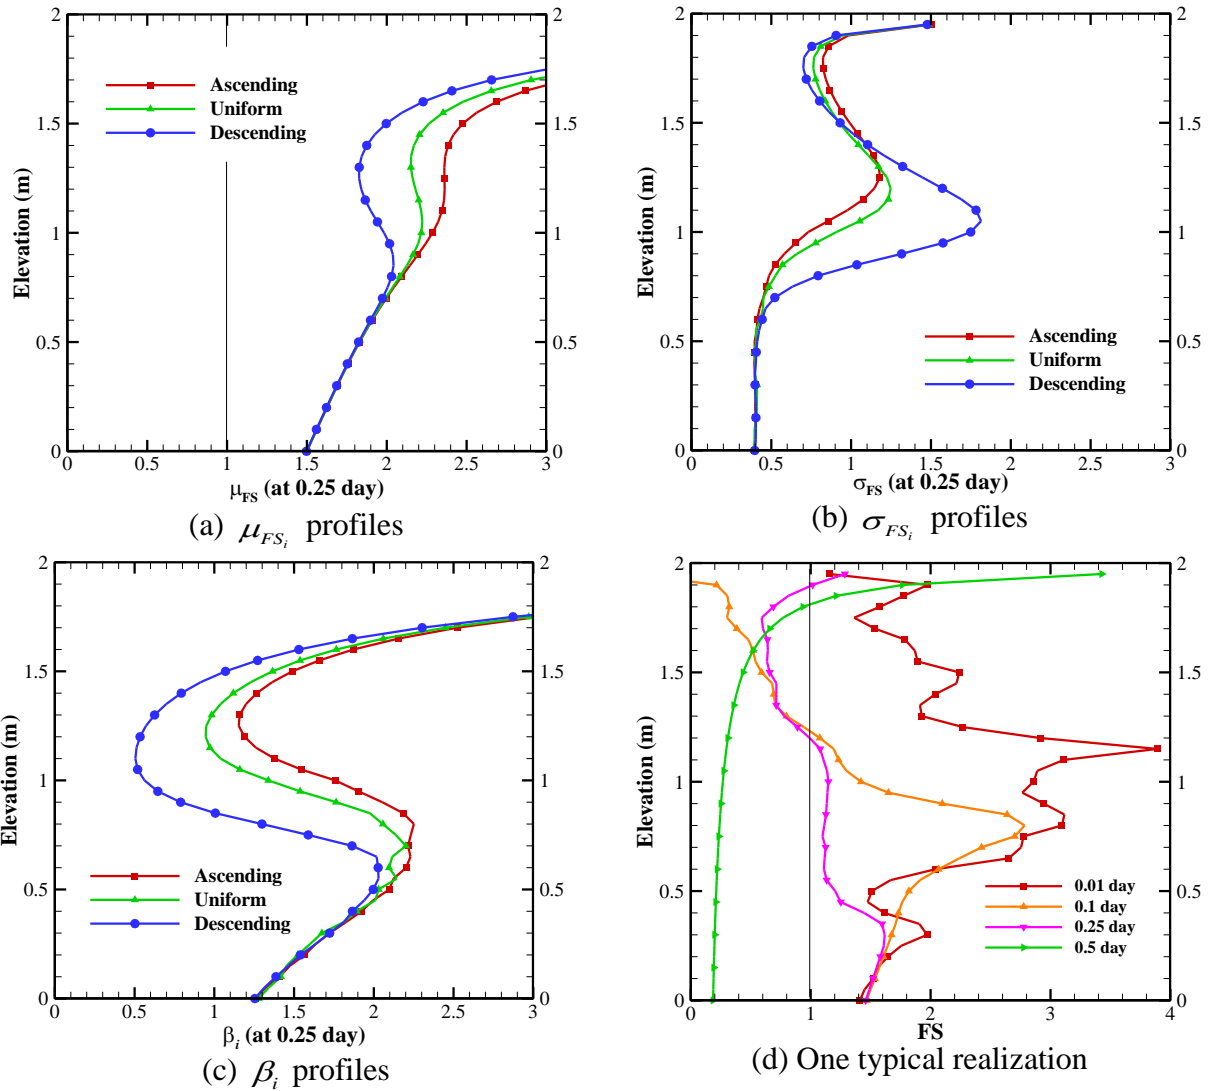 2
2
1.5
1.5
1
1
0.5
0.5
0
0
0
0.5
1
1.5
2
2.5
3
Elevation (m)
Ascending
Uniform
Descending
μFS (at 0.25 day)
(a) μFSi profiles
2
2
1.5
1.5
1
1
0.5
0.5
0
0
0
0.5
1
1.5
2
2.5
3
Elevation (m)
Ascending
Uniform
Descending
σFS (at 0.25 day)
(b) σFSi profiles
2
2
1.5
1.5
1
1
0.5
0.5
0
0
0
0.5
1
1.5
2
2.5
3
Elevation (m)
Ascending
Uniform
Descending
βi (at 0.25 day)
(c) βi profiles
2
2
1.5
1.5
1
1
0.5
0.5
0
0
0
1
2
3
4
Elevation (m)
0.01 day
0.1 day
0.25 day
0.5 day
FS
(d) One typical realization